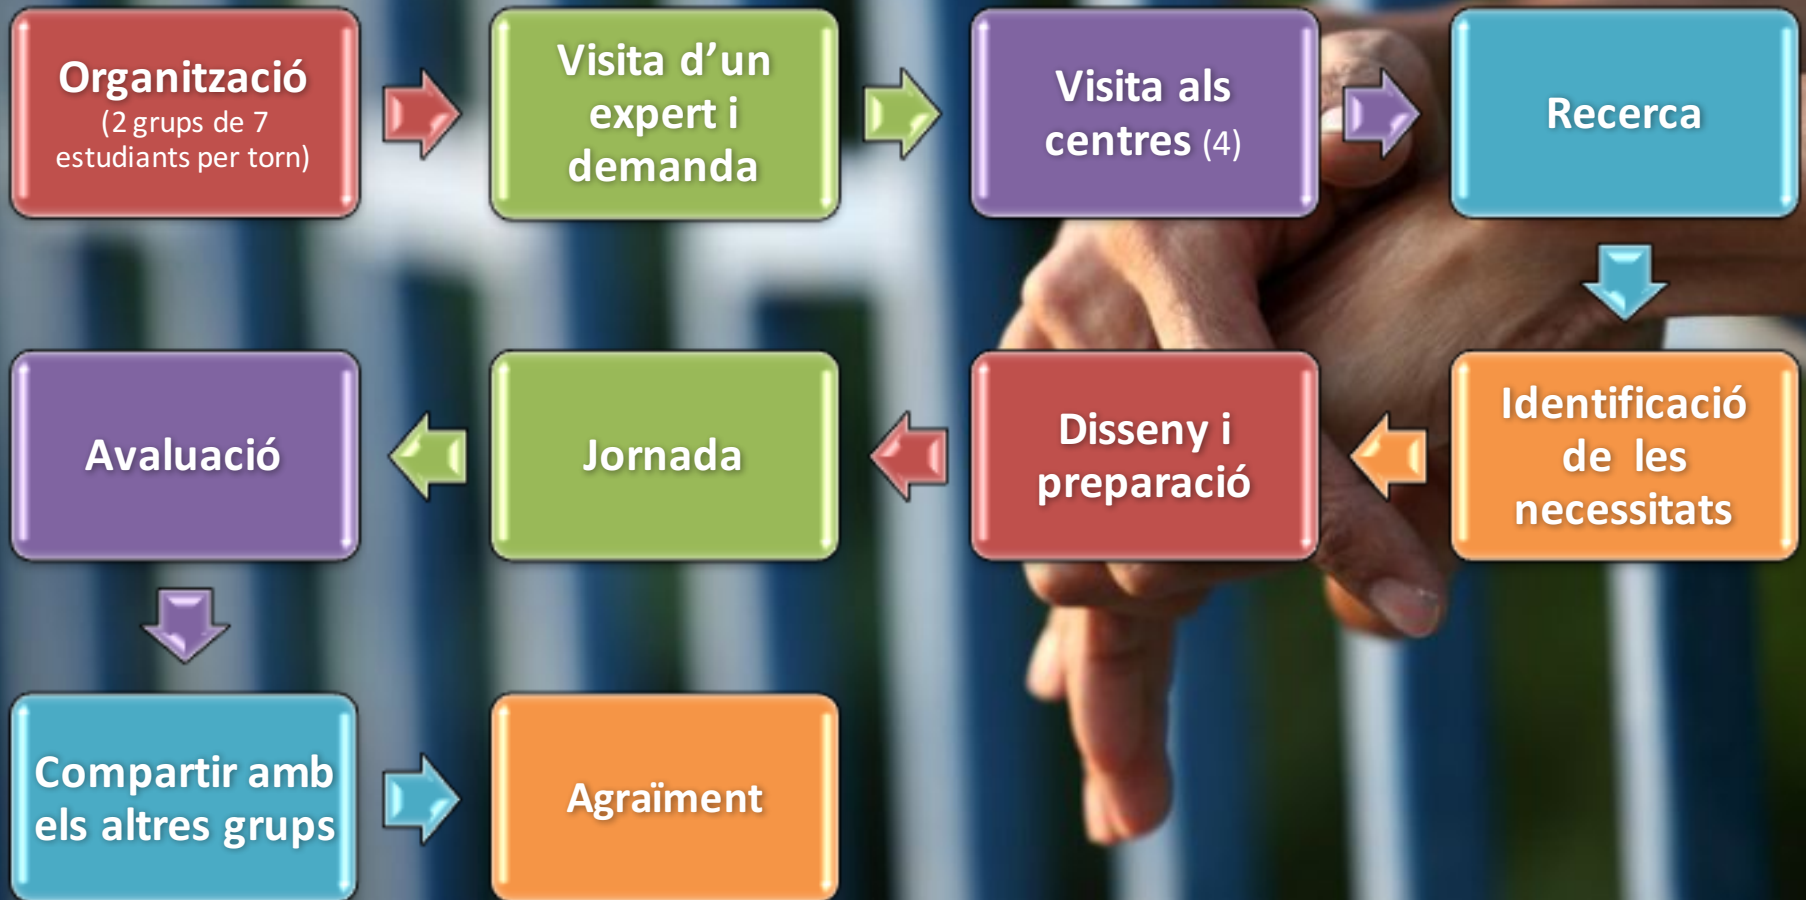 Organització
(2 grups de 7
estudiants per torn)
Visita d’un
expert i
demanda
Visita als
centres (4)
Recerca
Identificació
de les
necessitats
Disseny i
preparació
Jornada
Avaluació
Compartir amb
els altres grups
Agraïment